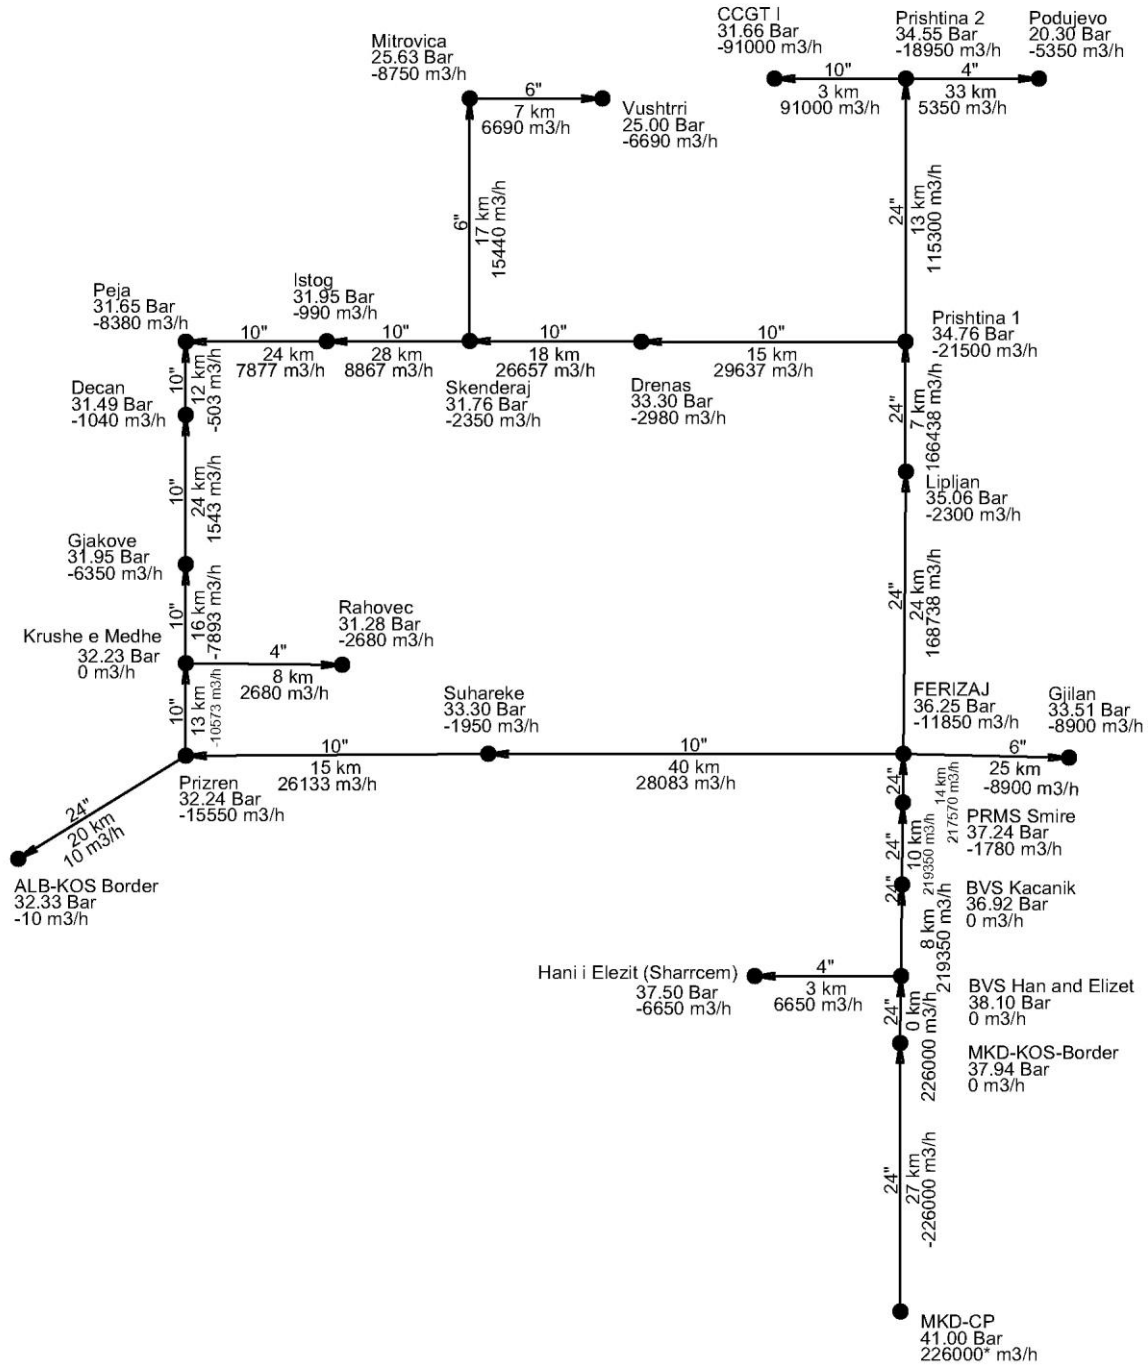 CCGT I
31.66 Bar
-91000 m3/h
Prishtina 2
34.55 Bar
-18950 m3/h
Podujevo
20.30 Bar
-5350 m3/h
10"
3 km
91000 m3/h
4"
33 km
5350 m3/h
Mitrovica
25.63 Bar
-8750 m3/h
6"
7 km
6690 m3/h
Vushtrri
25.00 Bar
-6690 m3/h
6"
17 km
15440 m3/h
24"
13 km
115300 m3/h
Peja
31.65 Bar
-8380 m3/h
Istog
31.95 Bar
-990 m3/h
10"
24 km
7877 m3/h
10"
28 km
8867 m3/h
10"
18 km
26657 m3/h
10"
15 km
29637 m3/h
Prishtina 1
34.76 Bar
-21500 m3/h
Skenderaj
31.76 Bar
-2350 m3/h
Drenas
33.30 Bar
-2980 m3/h
Decan
31.49 Bar
-1040 m3/h
10"
12 km
-503 m3/h
24"
7 km
166438 m3/h
Lipljan
35.06 Bar
-2300 m3/h
10"
24 km
1543 m3/h
Gjakove
31.95 Bar
-6350 m3/h
10"
16 km
-7893 m3/h
24"
24 km
168738 m3/h
Krushe e Medhe
32.23 Bar
0 m3/h
Rahovec
31.28 Bar
-2680 m3/h
4"
8 km
2680 m3/h
10"
13 km
-10573 m3/h
Suhareke
33.30 Bar
-1950 m3/h
FERIZAJ
36.25 Bar
-11850 m3/h
Gjilan
33.51 Bar
-8900 m3/h
10"
15 km
26133 m3/h
10"
40 km
28083 m3/h
6"
25 km
-8900 m3/h
Prizren
32.24 Bar
-15550 m3/h
24"
20 km
10 m3/h
ALB-KOS Border
32.33 Bar
-10 m3/h
24"
14 km
217570 m3/h
PRMS Smire
37.24 Bar
-1780 m3/h
24"
10 km
219350 m3/h
BVS Kacanik
36.92 Bar
0 m3/h
24"
8 km
219350 m3/h
Hani i Elezit (Sharrcem)
37.50 Bar
-6650 m3/h
4"
3 km
6650 m3/h
BVS Han and Elizet
38.10 Bar
0 m3/h
24"
0 km
226000 m3/h
MKD-KOS-Border
37.94 Bar
0 m3/h
24"
27 km
-226000 m3/h
MKD-CP
41.00 Bar
226000* m3/h